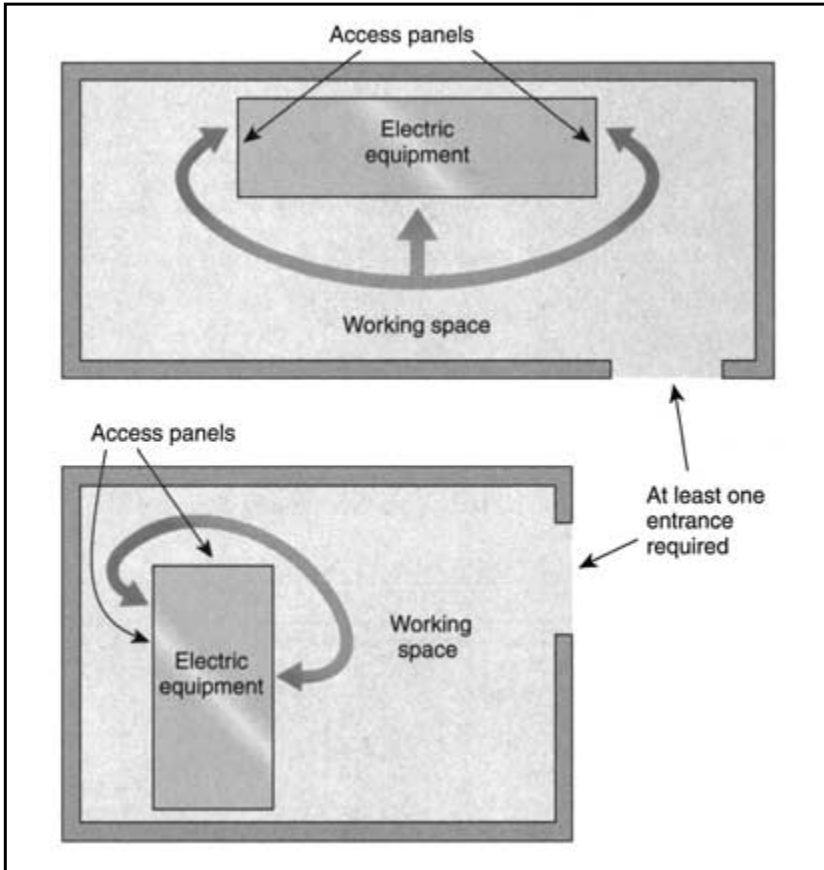 Access panels
Electric
equipment
Working space
Access panels
At least one
entrance
required
Working
space
Electric
equipment